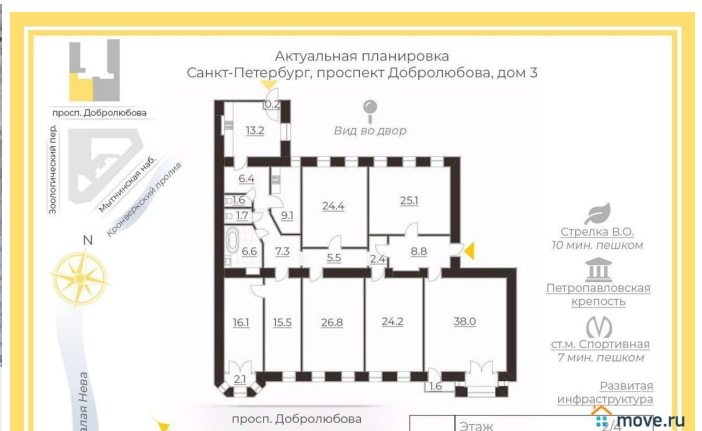 Актуальная планировка
Санкт-Петербург, проспект Добролюбова, дом 3
просп. Добролюбова
Зоологический пер.
Мытнинская наб.
Кронверкский пролив
N
0.2
13.2
Вид во двор
6.4
1.6
1.7
9.1
24.4
25.1
6.6
7.3
5.5
2.4
8.8
16.1
15.5
26.8
24.2
38.0
2.1
1.6
Стрелка В.О.
10 мин. пешком
Петропавловская
крепость
ст.м. Спортивная
7 мин. пешком
Развитая
инфраструктура
алая Нева
просп. Добролюбова
Этаж
2/4
move.ru